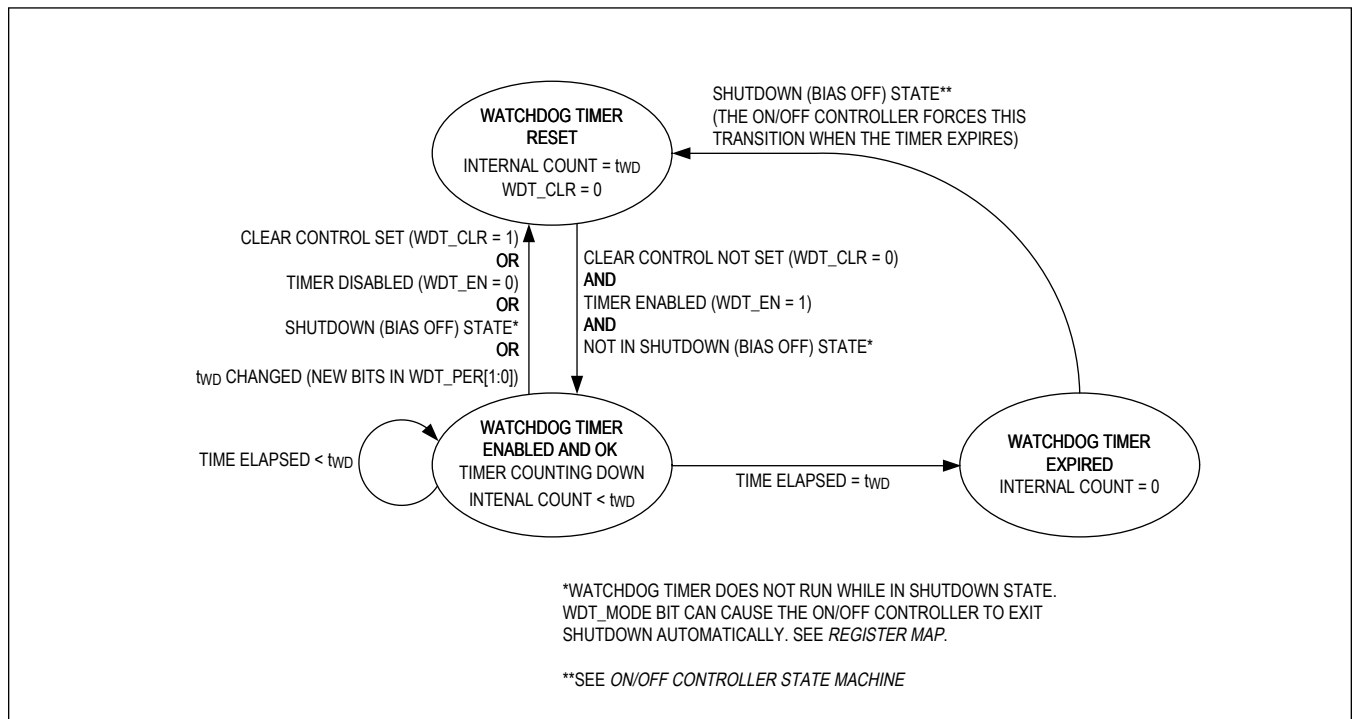 SHUTDOWN (BIAS OFF) STATE**
(THE ON/OFF CONTROLLER FORCES THIS
TRANSITION WHEN THE TIMER EXPIRES)
WATCHDOG TIMER
RESET
INTERNAL COUNT = tWD
WDT_CLR = 0
CLEAR CONTROL SET (WDT_CLR = 1)
OR
TIMER DISABLED (WDT_EN = 0)
OR
SHUTDOWN (BIAS OFF) STATE*
OR
tWD CHANGED (NEW BITS IN WDT_PER[1:0])
CLEAR CONTROL NOT SET (WDT_CLR = 0)
AND
TIMER ENABLED (WDT_EN = 1)
AND
NOT IN SHUTDOWN (BIAS OFF) STATE*
TIME ELAPSED < tWD
WATCHDOG TIMER
ENABLED AND OK
TIMER COUNTING DOWN
INTENAL COUNT < tWD
TIME ELAPSED = tWD
WATCHDOG TIMER
EXPIRED
INTERNAL COUNT = 0
*WATCHDOG TIMER DOES NOT RUN WHILE IN SHUTDOWN STATE.
WDT_MODE BIT CAN CAUSE THE ON/OFF CONTROLLER TO EXIT
SHUTDOWN AUTOMATICALLY. SEE REGISTER MAP.
**SEE ON/OFF CONTROLLER STATE MACHINE